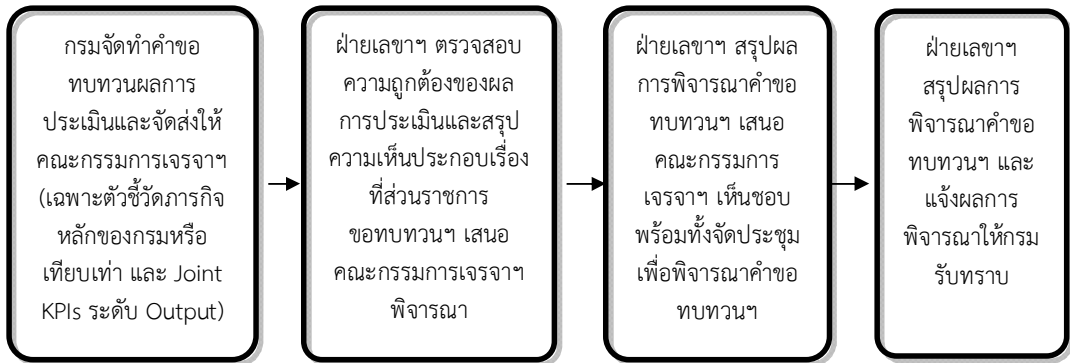 กรมจัดทำคำขอ
ทบทวนผลการ
ประเมินและจัดส่งให้
คณะกรรมการเจรจาฯ
(เฉพาะตัวชี้วัดภารกิจ
หลักของกรมหรือ
เทียบเท่า และ Joint
KPIs ระดับ Output)
ฝ่ายเลขาฯ ตรวจสอบ
ความถูกต้องของผล
การประเมินและสรุป
ความเห็นประกอบเรื่อง
ที่ส่วนราชการ
ขอทบทวนฯ เสนอ
คณะกรรมการเจรจาฯ
พิจารณา
ฝ่ายเลขาฯ สรุปผล
การพิจารณาคำขอ
ทบทวนฯ เสนอ
คณะกรรมการ
เจรจาฯ เห็นชอบ
พร้อมทั้งจัดประชุม
เพื่อพิจารณาคำขอ
ทบทวนฯ
ฝ่ายเลขาฯ
สรุปผลการ
พิจารณาคำขอ
ทบทวนฯ และ
แจ้งผลการ
พิจารณาให้กรม
รับทราบ